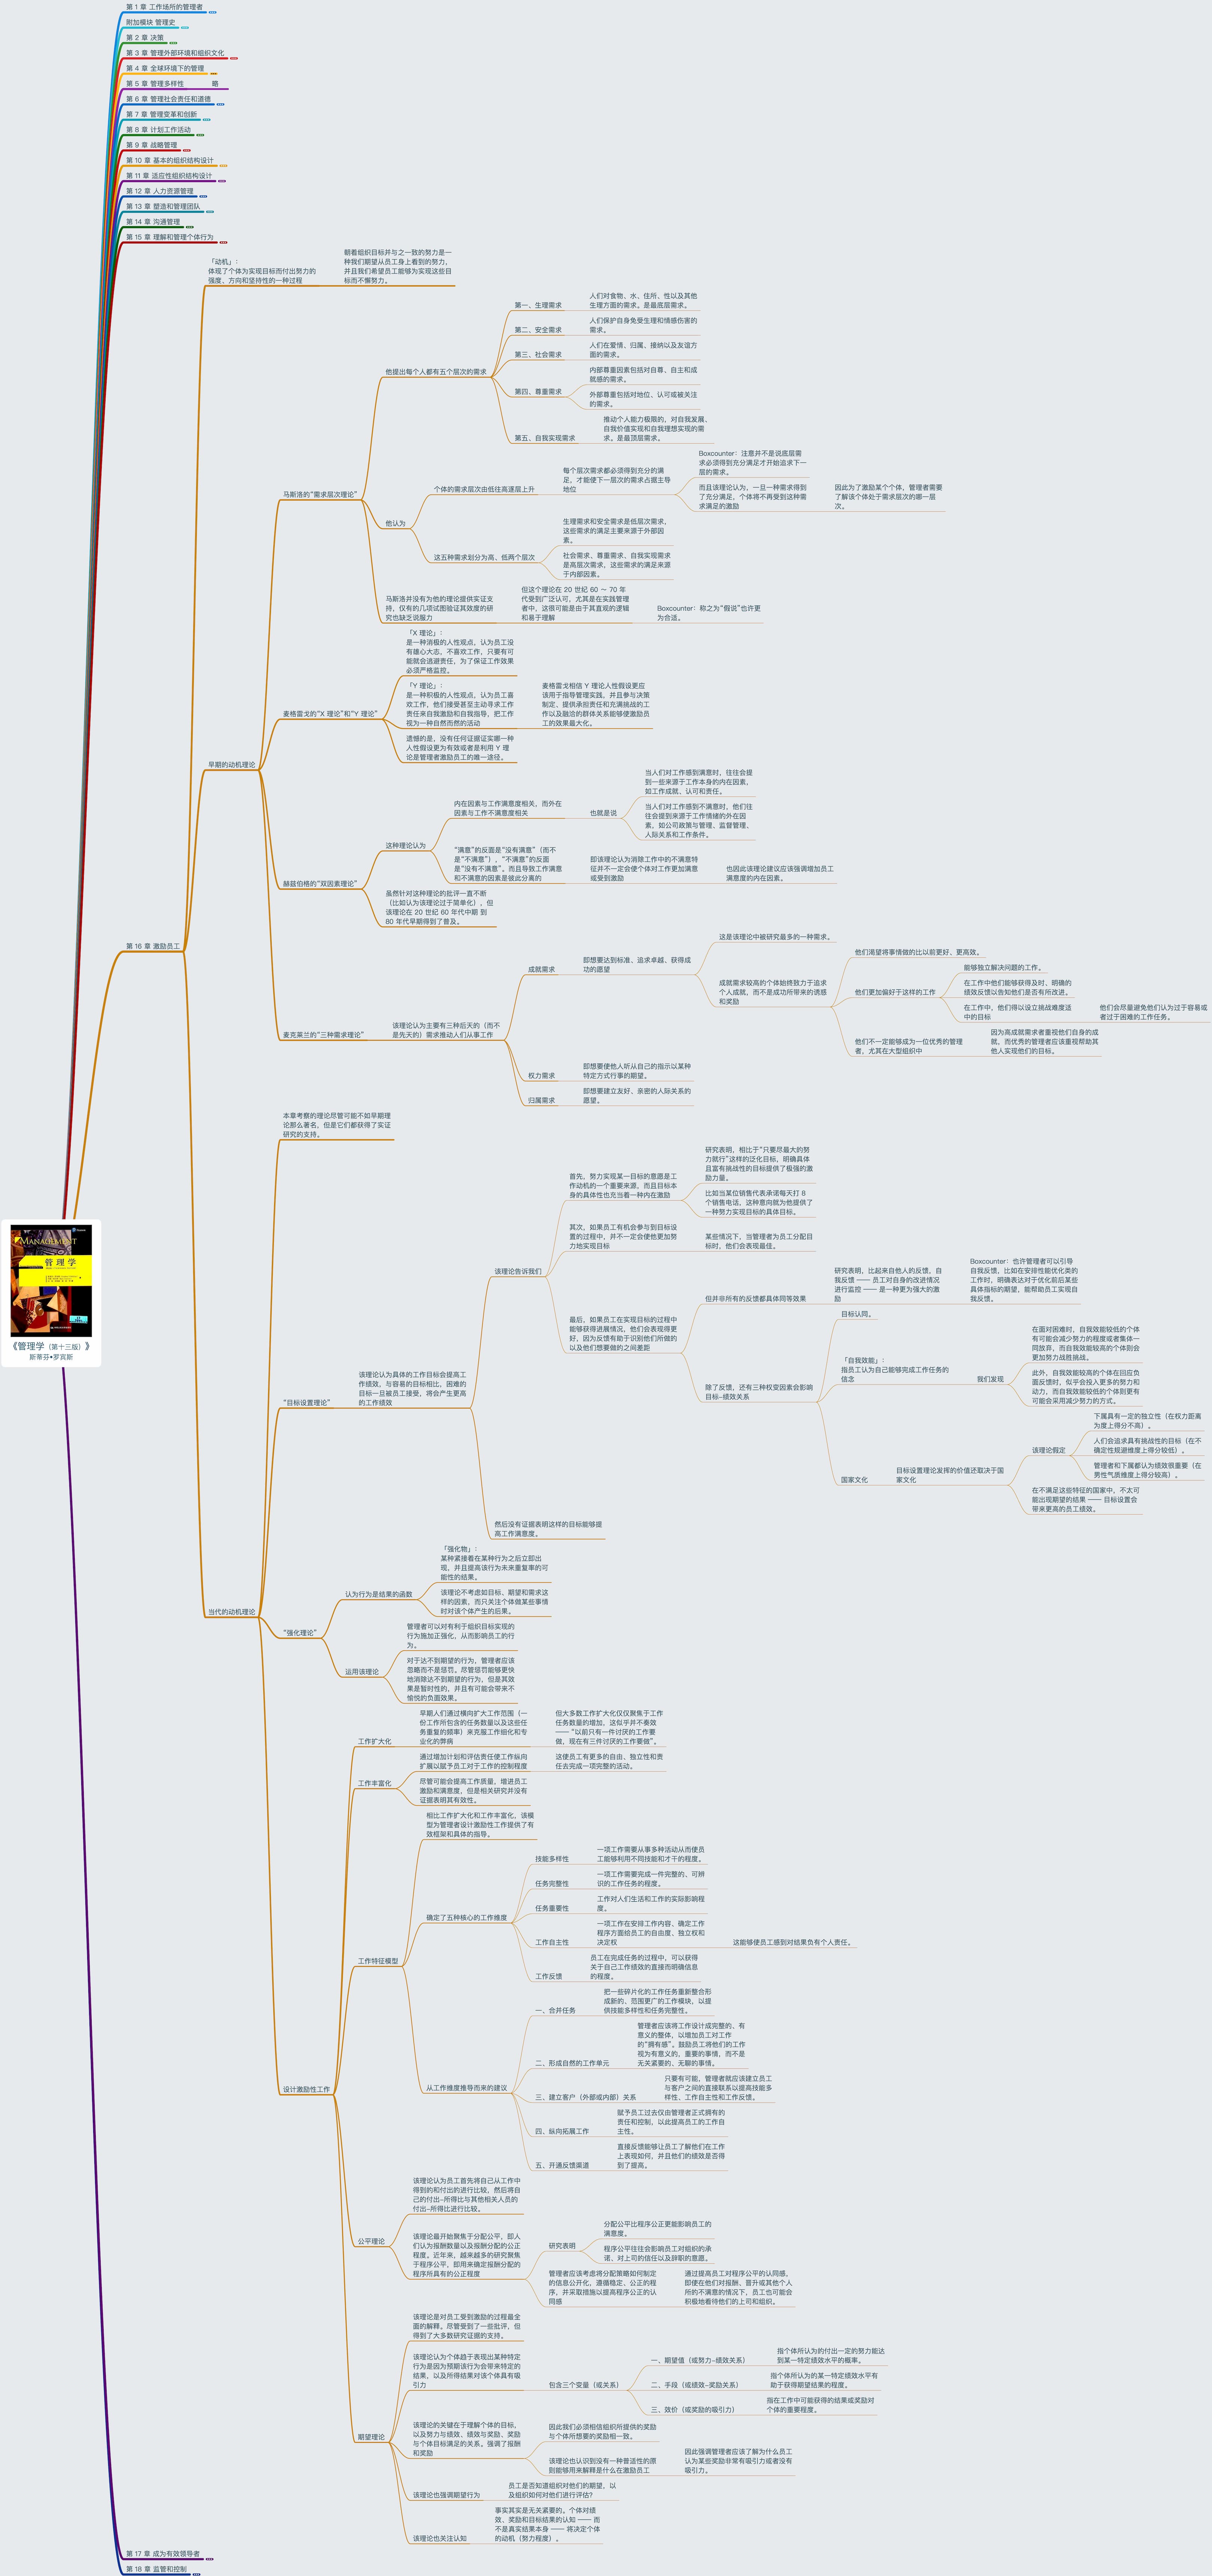 第 1 章 工作场所的管理者
附加模块 管理史
第 2 章 决策
第 3 章 管理外部环境和组织文化
第 4 章 全球环境下的管理
第 5 章 管理多样性
略
第 6 章 管理社会责任和道德
第 7 章 管理变革和创新
第 8 章 计划工作活动
第 9 章 战略管理
第 10 章 基本的组织结构设计
第 11 章 适应性组织结构设计
第 12 章 人力资源管理
第 13 章 塑造和管理团队
第 14 章 沟通管理
第 15 章 理解和管理个体行为
第 16 章 激励员工
「动机」:
体现了个体为实现目标而付出努力的
强度、方向和坚持性的一种过程
朝着组织目标并与之一致的努力是一
种我们期望从员工身上看到的努力,
并且我们希望员工能够为实现这些目
标而不懈努力。
早期的动机理论
马斯洛的“需求层次理论”
他提出每个人都有五个层次的需求
第一、生理需求
人们对食物、水、住所、性以及其他
生理方面的需求。是最底层需求。
第二、安全需求
人们保护自身免受生理和情感伤害的
需求。
第三、社会需求
人们在爱情、归属、接纳以及友谊方
面的需求。
第四、尊重需求
内部尊重因素包括对自尊、自主和成
就感的需求。
外部尊重包括对地位、认可或被关注
的需求。
第五、自我实现需求
推动个人能力极限的,对自我发展、
自我价值实现和自我理想实现的需
求。是最顶层需求。
他认为
个体的需求层次由低往高逐层上升
每个层次需求都必须得到充分的满
足,才能使下一层次的需求占据主导
地位
Boxcounter:注意并不是说底层需
求必须得到充分满足才开始追求下一
层的需求。
而且该理论认为,一旦一种需求得到
了充分满足,个体将不再受到这种需
求满足的激励
因此为了激励某个个体,管理者需要
了解该个体处于需求层次的哪一层
次。
这五种需求划分为高、低两个层次
生理需求和安全需求是低层次需求,
这些需求的满足主要来源于外部因
素。
社会需求、尊重需求、自我实现需求
是高层次需求,这些需求的满足来源
于内部因素。
马斯洛并没有为他的理论提供实证支
持,仅有的几项试图验证其效度的研
究也缺乏说服力
但这个理论在 20 世纪 60 ～ 70 年
代受到广泛认可,尤其是在实践管理
者中,这很可能是由于其直观的逻辑
和易于理解
Boxcounter:称之为“假说”也许更
为合适。
麦格雷戈的“X 理论”和“Y 理论”
「X 理论」:
是一种消极的人性观点,认为员工没
有雄心大志,不喜欢工作,只要有可
能就会逃避责任,为了保证工作效果
必须严格监控。
「Y 理论」:
是一种积极的人性观点,认为员工喜
欢工作,他们接受甚至主动寻求工作
责任来自我激励和自我指导,把工作
视为一种自然而然的活动
麦格雷戈相信 Y 理论人性假设更应
该用于指导管理实践,并且参与决策
制定、提供承担责任和充满挑战的工
作以及融洽的群体关系能够使激励员
工的效果最大化。
遗憾的是,没有任何证据证实哪一种
人性假设更为有效或者是利用 Y 理
论是管理者激励员工的唯一途径。
赫兹伯格的“双因素理论”
这种理论认为
内在因素与工作满意度相关,而外在
因素与工作不满意度相关
也就是说
当人们对工作感到满意时,往往会提
到一些来源于工作本身的内在因素,
如工作成就、认可和责任。
当人们对工作感到不满意时,他们往
往会提到来源于工作情绪的外在因
素,如公司政策与管理、监督管理、
人际关系和工作条件。
“满意”的反面是“没有满意”(而不
是“不满意”),“不满意”的反面
是“没有不满意”。而且导致工作满意
和不满意的因素是彼此分离的
即该理论认为消除工作中的不满意特
征并不一定会使个体对工作更加满意
或受到激励
也因此该理论建议应该强调增加员工
满意度的内在因素。
虽然针对这种理论的批评一直不断
(比如认为该理论过于简单化),但
该理论在 20 世纪 60 年代中期 到
80 年代早期得到了普及。
麦克莱兰的“三种需求理论”
该理论认为主要有三种后天的(而不
是先天的)需求推动人们从事工作
成就需求
即想要达到标准、追求卓越、获得成
功的愿望
这是该理论中被研究最多的一种需求。
成就需求较高的个体始终致力于追求
个人成就,而不是成功所带来的诱惑
和奖励
他们渴望将事情做的比以前更好、更高效。
他们更加偏好于这样的工作
能够独立解决问题的工作。
在工作中他们能够获得及时、明确的
绩效反馈以告知他们是否有所改进。
在工作中,他们得以设立挑战难度适
中的目标
他们会尽量避免他们认为过于容易或
者过于困难的工作任务。
他们不一定能够成为一位优秀的管理
者,尤其在大型组织中
因为高成就需求者重视他们自身的成
就,而优秀的管理者应该重视帮助其
他人实现他们的目标。
权力需求
即想要使他人听从自己的指示以某种
特定方式行事的期望。
归属需求
即想要建立友好、亲密的人际关系的
愿望。
当代的动机理论
本章考察的理论尽管可能不如早期理
论那么著名,但是它们都获得了实证
研究的支持。
“目标设置理论”
该理论认为具体的工作目标会提高工
作绩效,与容易的目标相比,困难的
目标一旦被员工接受,将会产生更高
的工作绩效
该理论告诉我们
首先,努力实现某一目标的意愿是工
作动机的一个重要来源,而且目标本
身的具体性也充当着一种内在激励
研究表明,相比于“只要尽最大的努
力就行”这样的泛化目标,明确具体
且富有挑战性的目标提供了极强的激
励力量。
比如当某位销售代表承诺每天打 8
个销售电话,这种意向就为他提供了
一种努力实现目标的具体目标。
其次,如果员工有机会参与到目标设
置的过程中,并不一定会使他更加努
力地实现目标
某些情况下,当管理者为员工分配目
标时,他们会表现最佳。
最后,如果员工在实现目标的过程中
能够获得进展情况,他们会表现得更
好,因为反馈有助于识别他们所做的
以及他们想要做的之间差距
但并非所有的反馈都具体同等效果
研究表明,比起来自他人的反馈,自
我反馈 —— 员工对自身的改进情况
进行监控 —— 是一种更为强大的激
励
Boxcounter:也许管理者可以引导
自我反馈,比如在安排性能优化类的
工作时,明确表达对于优化前后某些
具体指标的期望,能帮助员工实现自
我反馈。
除了反馈,还有三种权变因素会影响
目标-绩效关系
目标认同。
「自我效能」:
指员工认为自己能够完成工作任务的
信念
我们发现
在面对困难时,自我效能较低的个体
有可能会减少努力的程度或者集体一
同放弃,而自我效能较高的个体则会
更加努力战胜挑战。
此外,自我效能较高的个体在回应负
面反馈时,似乎会投入更多的努力和
动力,而自我效能较低的个体则更有
可能会采用减少努力的方式。
国家文化
目标设置理论发挥的价值还取决于国
家文化
该理论假定
下属具有一定的独立性(在权力距离
为度上得分不高)。
人们会追求具有挑战性的目标(在不
确定性规避维度上得分较低)。
管理者和下属都认为绩效很重要(在
男性气质维度上得分较高)。
在不满足这些特征的国家中,不太可
能出现期望的结果 —— 目标设置会
带来更高的员工绩效。
然后没有证据表明这样的目标能够提
高工作满意度。
“强化理论”
认为行为是结果的函数
「强化物」:
某种紧接着在某种行为之后立即出
现,并且提高该行为未来重复率的可
能性的结果。
该理论不考虑如目标、期望和需求这
样的因素,而只关注个体做某些事情
时对该个体产生的后果。
运用该理论
管理者可以对有利于组织目标实现的
行为施加正强化,从而影响员工的行
为。
对于达不到期望的行为,管理者应该
忽略而不是惩罚。尽管惩罚能够更快
地消除达不到期望的行为,但是其效
果是暂时性的,并且有可能会带来不
愉悦的负面效果。
设计激励性工作
工作扩大化
早期人们通过横向扩大工作范围(一
份工作所包含的任务数量以及这些任
务重复的频率)来克服工作细化和专
业化的弊病
但大多数工作扩大化仅仅聚焦于工作
任务数量的增加,这似乎并不奏效
—— “以前只有一件讨厌的工作要
做,现在有三件讨厌的工作要做”。
工作丰富化
通过增加计划和评估责任使工作纵向
扩展以赋予员工对于工作的控制程度
这使员工有更多的自由、独立性和责
任去完成一项完整的活动。
尽管可能会提高工作质量,增进员工
激励和满意度,但是相关研究并没有
证据表明其有效性。
工作特征模型
相比工作扩大化和工作丰富化,该模
型为管理者设计激励性工作提供了有
效框架和具体的指导。
确定了五种核心的工作维度
技能多样性
一项工作需要从事多种活动从而使员
工能够利用不同技能和才干的程度。
任务完整性
一项工作需要完成一件完整的、可辨
识的工作任务的程度。
任务重要性
工作对人们生活和工作的实际影响程
度。
工作自主性
一项工作在安排工作内容、确定工作
程序方面给员工的自由度、独立权和
决定权
这能够使员工感到对结果负有个人责任。
工作反馈
员工在完成任务的过程中,可以获得
关于自己工作绩效的直接而明确信息
的程度。
从工作维度推导而来的建议
一、合并任务
把一些碎片化的工作任务重新整合形
成新的、范围更广的工作模块,以提
供技能多样性和任务完整性。
二、形成自然的工作单元
管理者应该将工作设计成完整的、有
意义的整体,以增加员工对工作
的“拥有感”。鼓励员工将他们的工作
视为有意义的、重要的事情,而不是
无关紧要的、无聊的事情。
三、建立客户(外部或内部)关系
只要有可能,管理者就应该建立员工
与客户之间的直接联系以提高技能多
样性、工作自主性和工作反馈。
四、纵向拓展工作
赋予员工过去仅由管理者正式拥有的
责任和控制,以此提高员工的工作自
主性。
五、开通反馈渠道
直接反馈能够让员工了解他们在工作
上表现如何,并且他们的绩效是否得
到了提高。
公平理论
该理论认为员工首先将自己从工作中
得到的和付出的进行比较,然后将自
己的付出-所得比与其他相关人员的
付出-所得比进行比较。
该理论最开始聚焦于分配公平,即人
们认为报酬数量以及报酬分配的公正
程度。近年来,越来越多的研究聚焦
于程序公平,即用来确定报酬分配的
程序所具有的公正程度
研究表明
分配公平比程序公正更能影响员工的
满意度。
程序公平往往会影响员工对组织的承
诺、对上司的信任以及辞职的意愿。
管理者应该考虑将分配策略如何制定
的信息公开化,遵循稳定、公正的程
序,并采取措施以提高程序公正的认
同感
通过提高员工对程序公平的认同感,
即使在他们对报酬、晋升或其他个人
所的不满意的情况下,员工也可能会
积极地看待他们的上司和组织。
期望理论
该理论是对员工受到激励的过程最全
面的解释。尽管受到了一些批评,但
得到了大多数研究证据的支持。
该理论认为个体趋于表现出某种特定
行为是因为预期该行为会带来特定的
结果,以及所得结果对该个体具有吸
引力
包含三个变量(或关系)
一、期望值(或努力-绩效关系)
指个体所认为的付出一定的努力能达
到某一特定绩效水平的概率。
二、手段(或绩效-奖励关系)
指个体所认为的某一特定绩效水平有
助于获得期望结果的程度。
三、效价(或奖励的吸引力)
指在工作中可能获得的结果或奖励对
个体的重要程度。
该理论的关键在于理解个体的目标,
以及努力与绩效、绩效与奖励、奖励
与个体目标满足的关系。强调了报酬
和奖励
因此我们必须相信组织所提供的奖励
与个体所想要的奖励相一致。
该理论也认识到没有一种普适性的原
则能够用来解释是什么在激励员工
因此强调管理者应该了解为什么员工
认为某些奖励非常有吸引力或者没有
吸引力。
该理论也强调期望行为
员工是否知道组织对他们的期望,以
及组织如何对他们进行评估?
该理论也关注认知
事实其实是无关紧要的。个体对绩
效、奖励和目标结果的认知 —— 而
不是真实结果本身 —— 将决定个体
的动机(努力程度)。
MANAGEMENT
管理学
《管理学(第十三版)》
斯蒂芬•罗宾斯
第 17 章 成为有效领导者
第 18 章 监管和控制